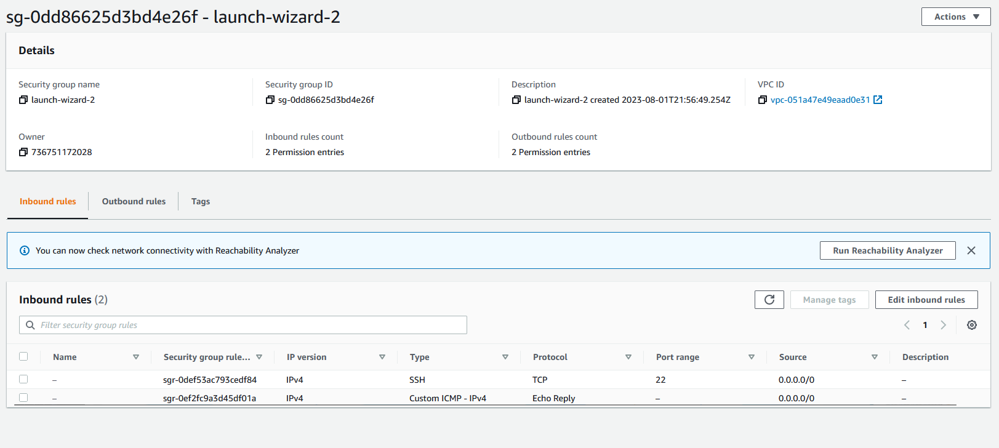 sg-0dd86625d3bd4e26f - launch-wizard-2
Actions
Details
Security group name
launch-wizard-2
Security group ID
sg-0dd86625d3bd4e26f
Description
launch-wizard-2 created 2023-08-01T21:56:49.254Z
VPC ID
vpc-051a47e49eaad0e31
Owner
736751172028
Inbound rules count
2 Permission entries
Outbound rules count
2 Permission entries
Inbound rules
Outbound rules
Tags
You can now check network connectivity with Reachability Analyzer
Run Reachability Analyzer
Inbound rules (2)
Manage tags
Edit inbound rules
Filter security group rules
1
Name Security group rule... IP version Type Protocol Port range Source Description
– sgr-0def53ac793cedf84 IPv4 SSH TCP 22 0.0.0.0/0 –
– sgr-0ef2fc9a3d45df01a IPv4 Custom ICMP - IPv4 Echo Reply – 0.0.0.0/0 –